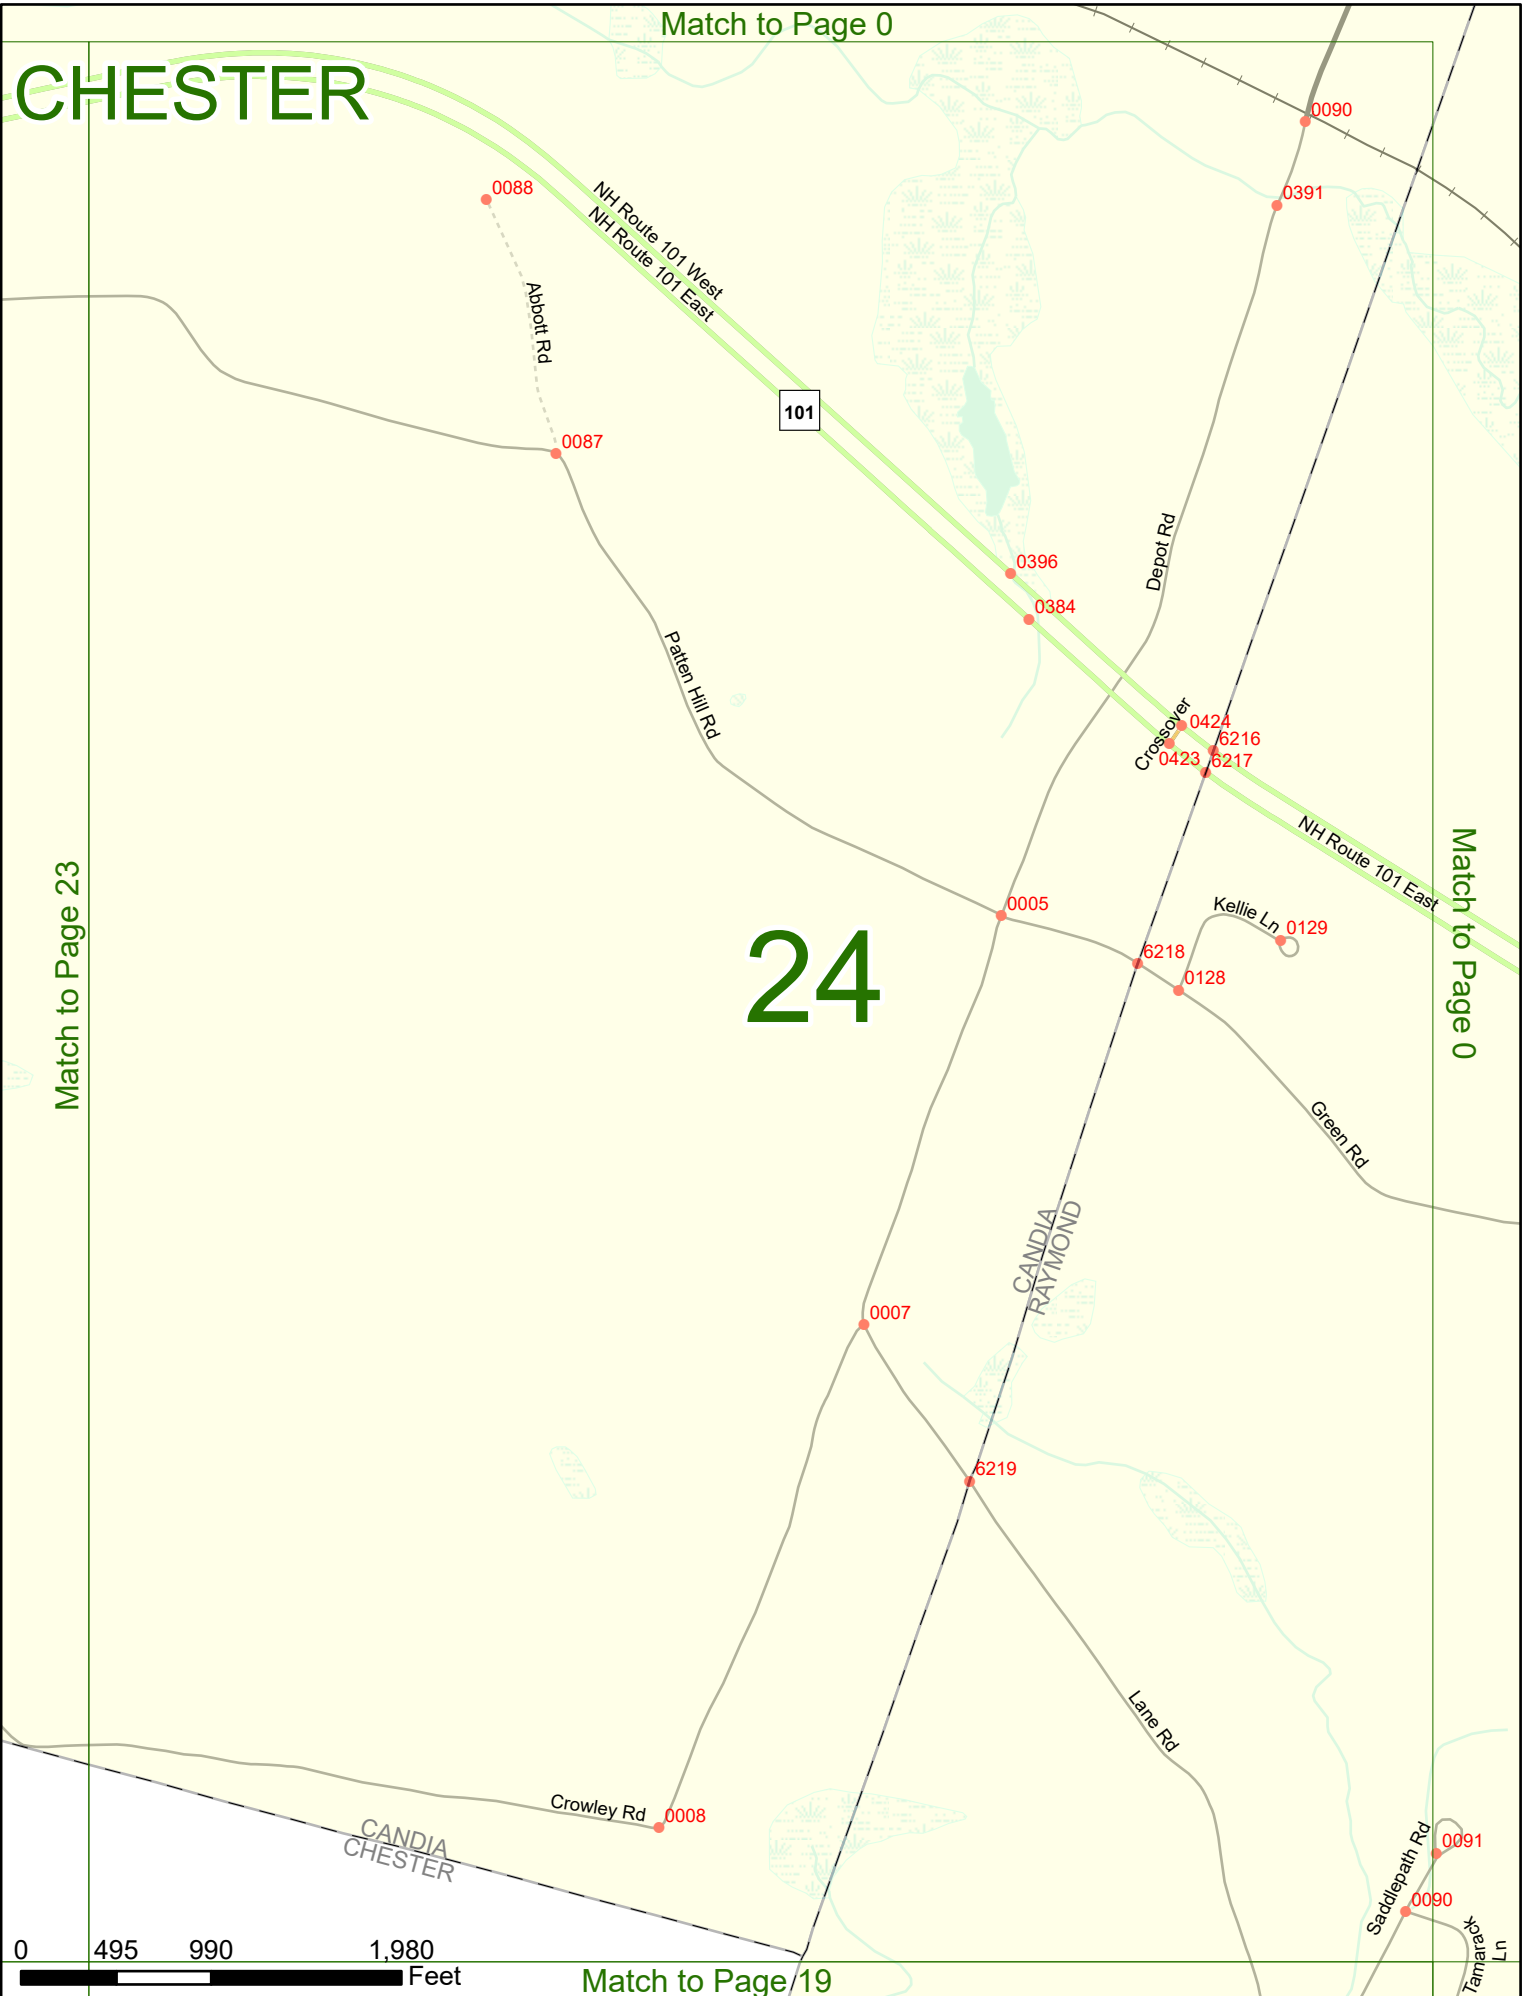 Match to Page 0
CHESTER
0090
0088
0391
NH Route 101 West
NH Route 101 East
Abbott Rd
101
0087
Depot Rd
0396
0384
Patten Hill Rd
Crossover
0424
6216
0423
6217
NH Route 101 East
Match to Page 23
Match to Page 0
0005
Kellie Ln
0129
24
6218
0128
Green Rd
CANDIA
RAYMOND
0007
6219
Lane Rd
Crowley Rd
0008
CANDIA
CHESTER
Saddlepath Rd
0091
0090
Tamarack
Ln
0 495 990 1,980
Feet
Match to Page 19